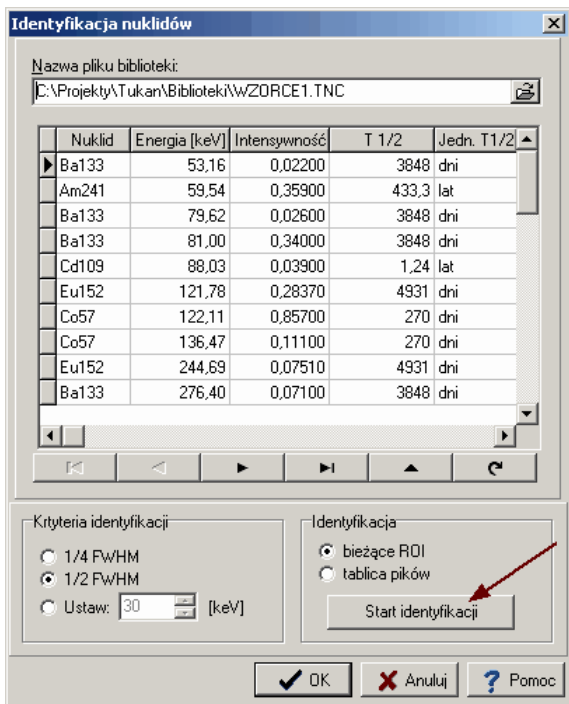 Identyfikacja nuklidów
Nazwa pliku biblioteki:
C:\Projekty\Tukan\Biblioteki\WZORCE1.TNC
Nuklid Energia [keV] Intensywność T 1/2 Jedn. T1/2
Ba133 53,16 0,02200 3848 dni
Am241 59,54 0,35900 433,3 lat
Ba133 79,62 0,02600 3848 dni
Ba133 81,00 0,34000 3848 dni
Cd109 88,03 0,03900 1,24 lat
Eu152 121,78 0,28370 4931 dni
Co57 122,11 0,85700 270 dni
Co57 136,47 0,11100 270 dni
Eu152 244,69 0,07510 4931 dni
Ba133 276,40 0,07100 3848 dni
Krtyteria identyfikacji
1/4 FWHM
1/2 FWHM
Ustaw: 30 [keV]
Identyfikacja
bieżące ROI
tablica pików
Start identyfikacji
OK Anuluj Pomoc